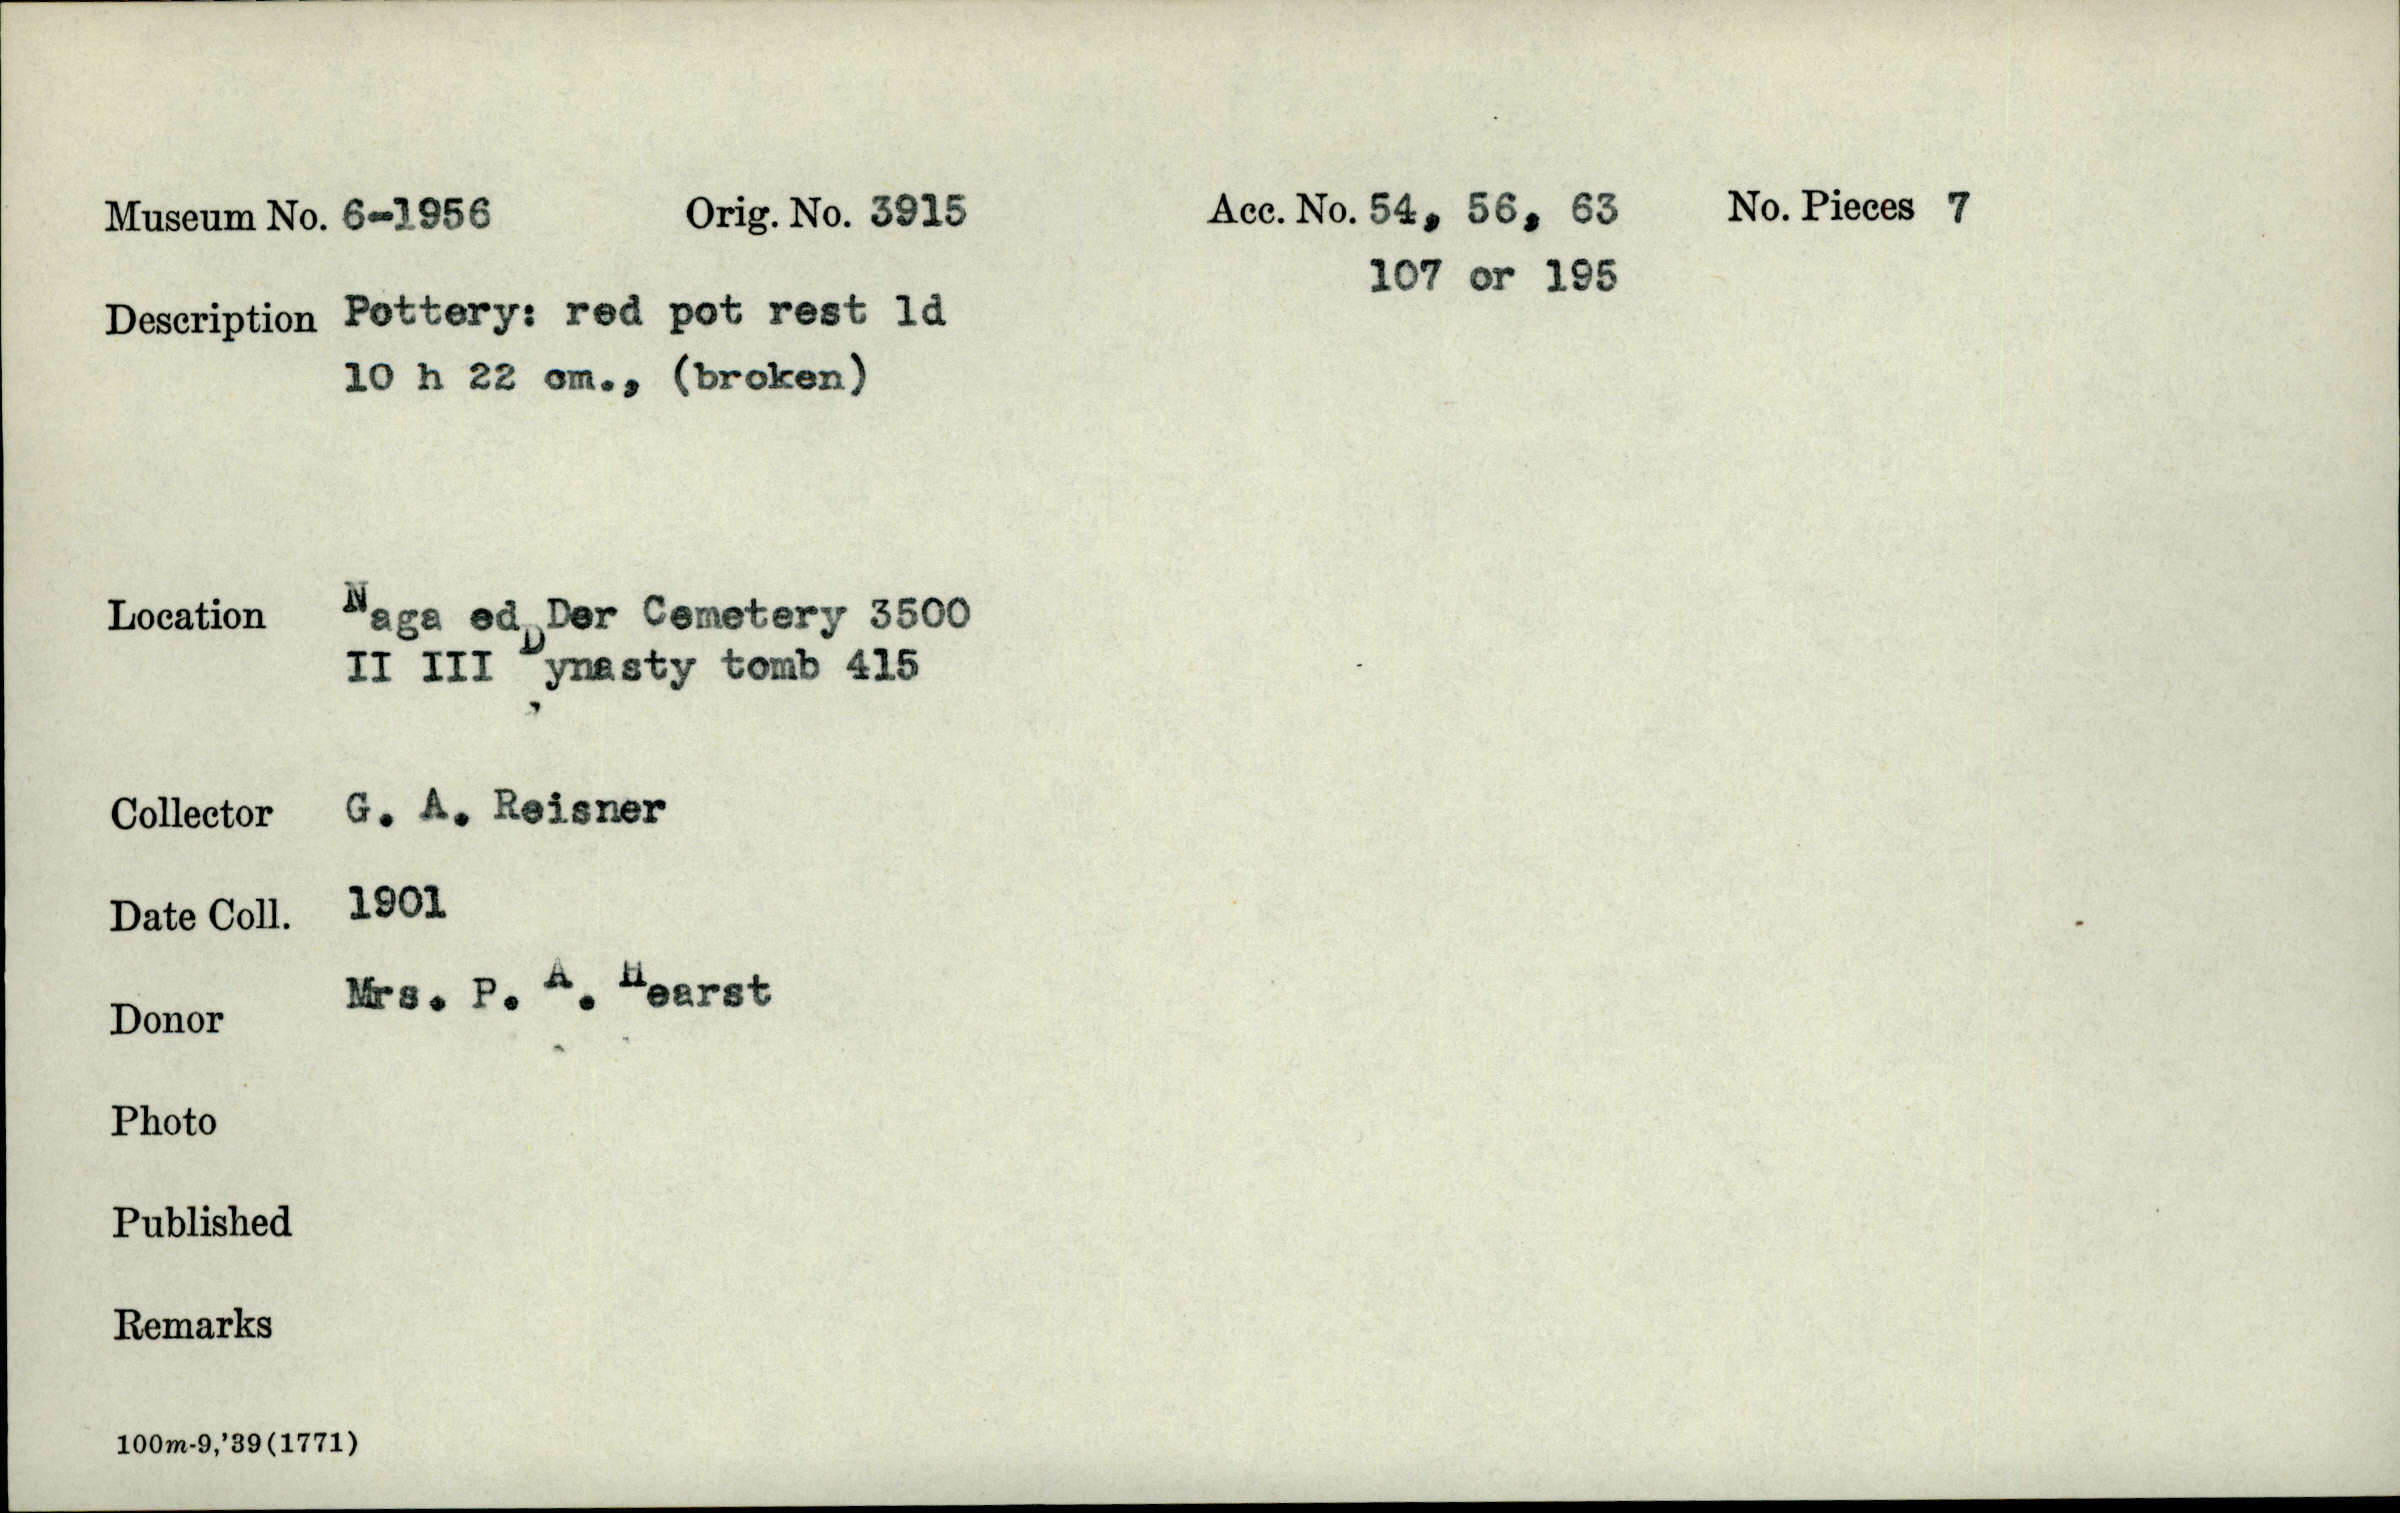 Museum No. 6-1956 Orig. No. 3915 Acc. No. 54, 56, 63 No. Pieces 7
107 or 195
Description Pottery: red pot rest 1d
10 h 22 cm., (broken)
Location Naga ed Der Cemetery 3500
II III Dynasty tomb 415
Collector G. A. Reisner
Date Coll. 1901
Donor Mrs. P. A. Hearst
Photo
Published
Remarks
100m-9,'39(1771)